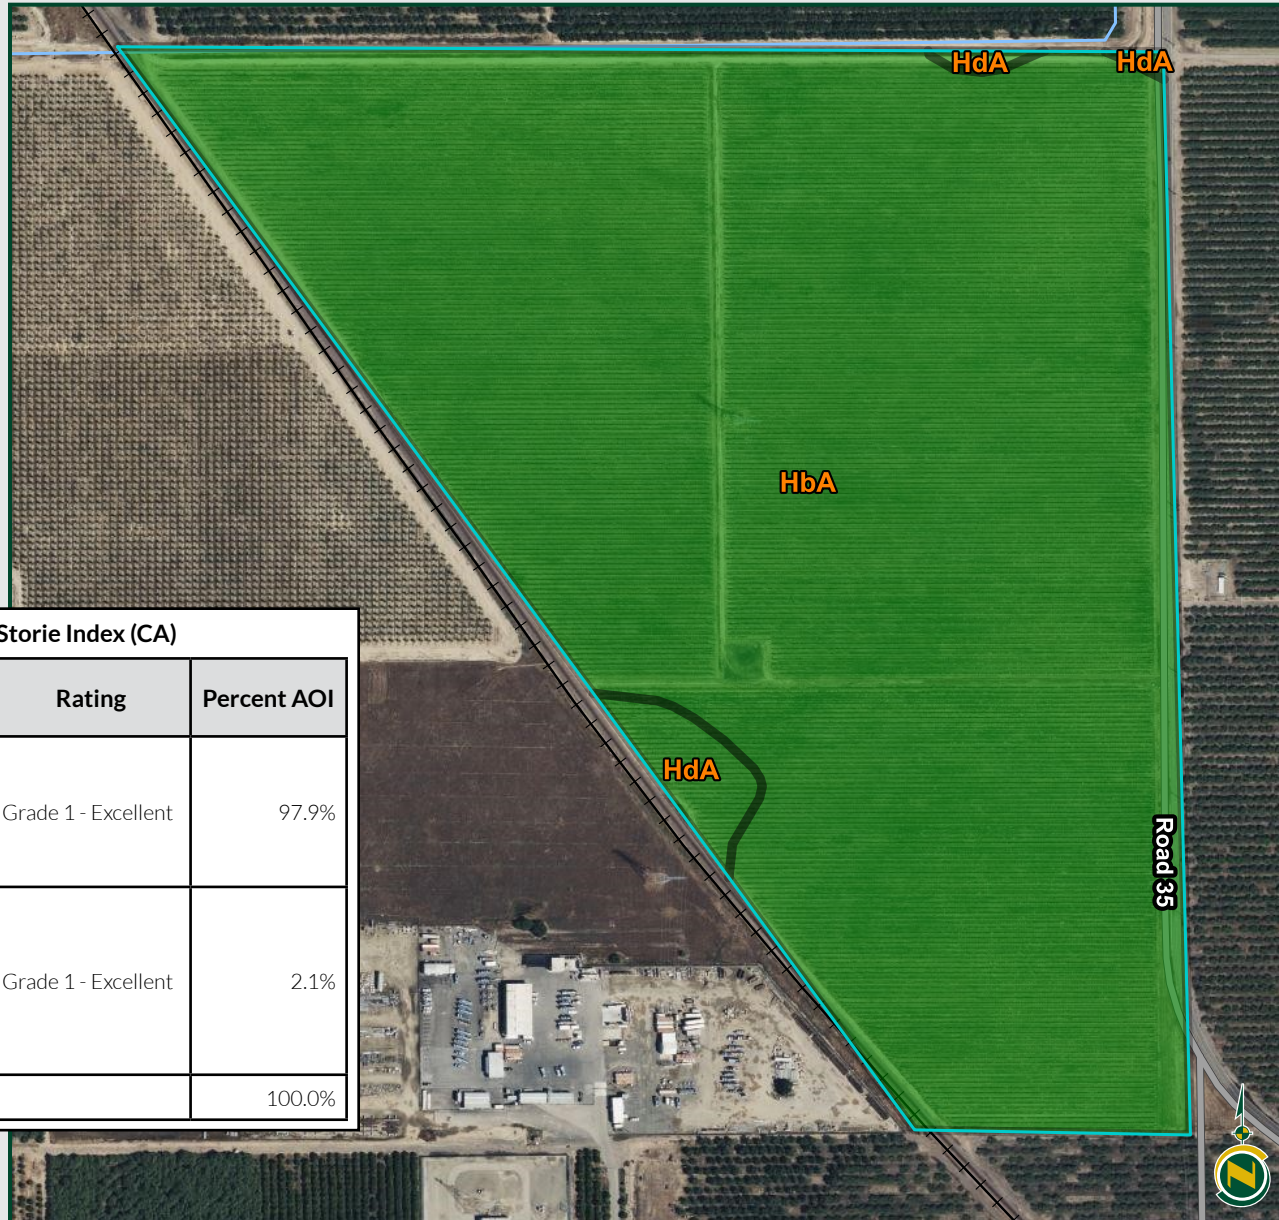 HdA
HdA
HbA
HdA
Road 35
Storie Index (CA)
Rating
Percent AOI
Grade 1 - Excellent
97.9%
Grade 1 - Excellent
2.1%
100.0%
N